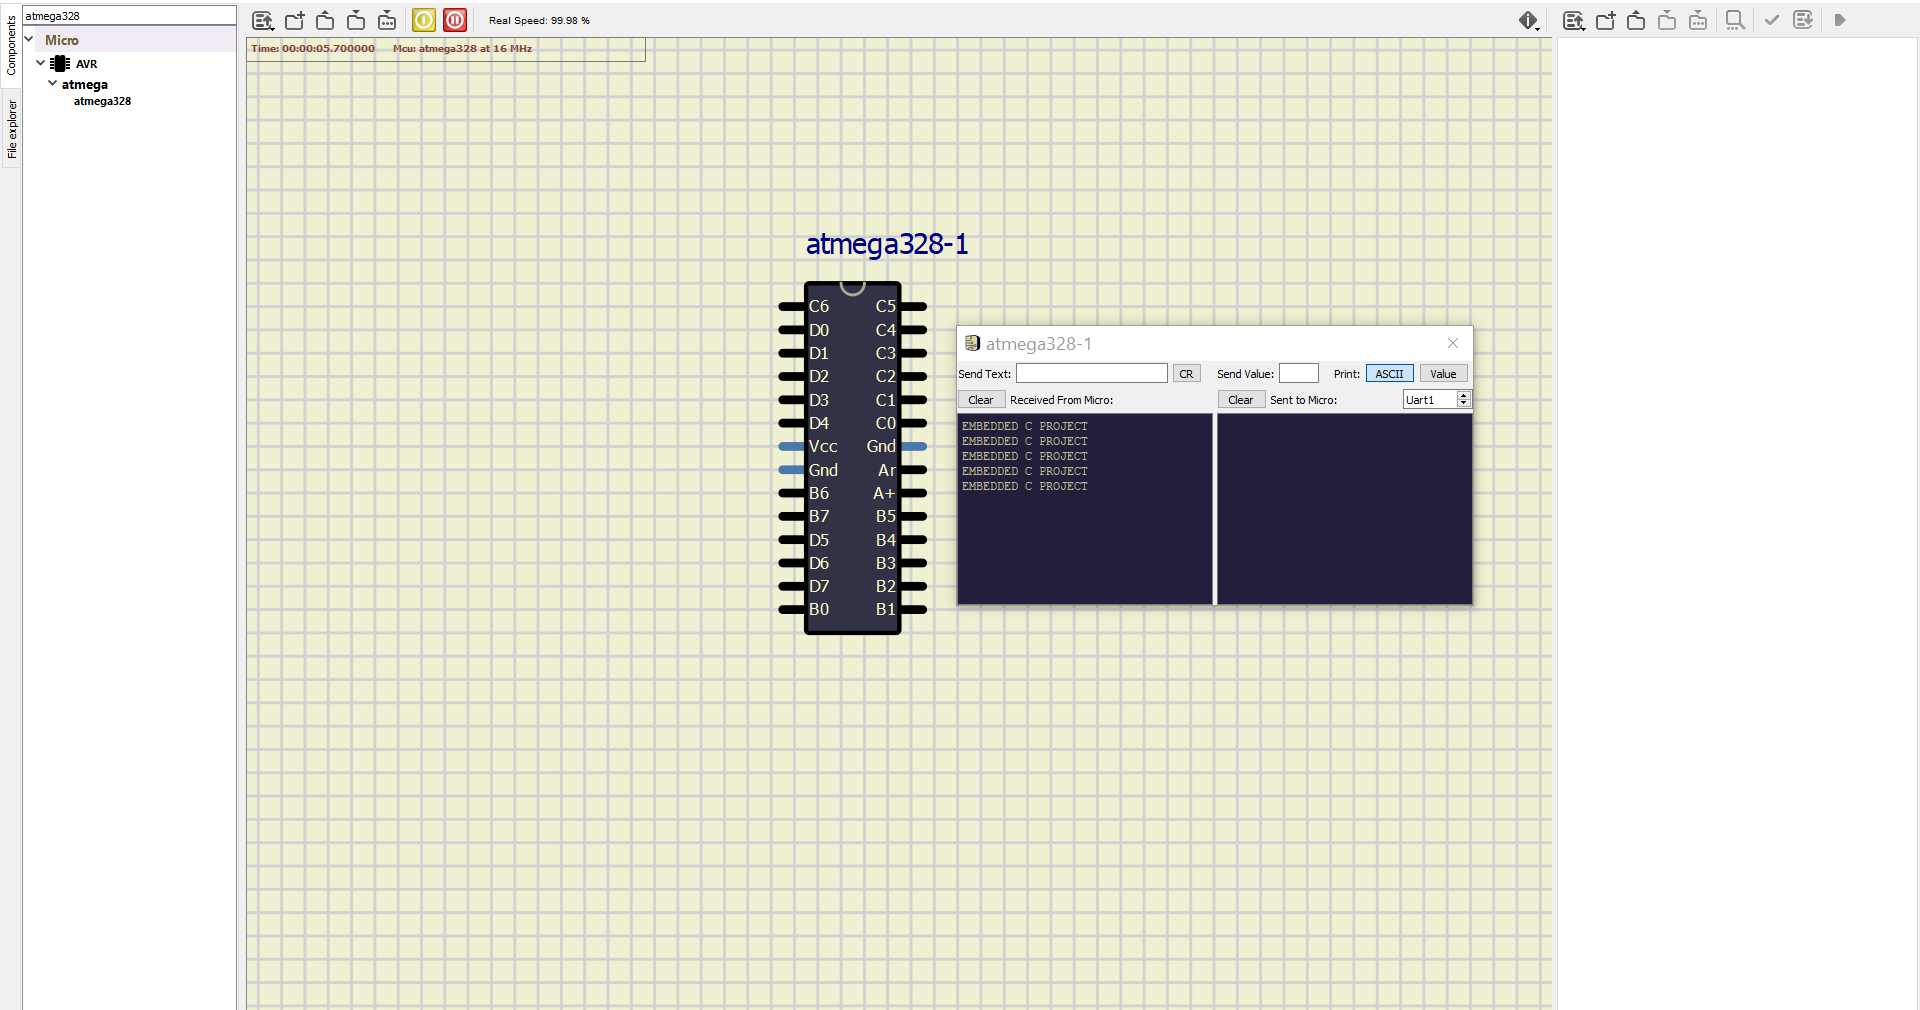 atmega328
Real Speed: 99.98 %
Components
File explorer
Micro
AVR
atmega
atmega328
Time: 00:00:05.700000 Mcu: atmega328 at 16 MHz
atmega328-1
C6 C5
D0 C4
D1 C3
D2 C2
D3 C1
D4 C0
Vcc Gnd
Gnd Ar
B6 A+
B7 B5
D5 B4
D6 B3
D7 B2
B0 B1
atmega328-1
Send Text: CR Send Value: Print: ASCII Value
Clear Received From Micro: Clear Sent to Micro: Uart1
EMBEDDED C PROJECT
EMBEDDED C PROJECT
EMBEDDED C PROJECT
EMBEDDED C PROJECT
EMBEDDED C PROJECT